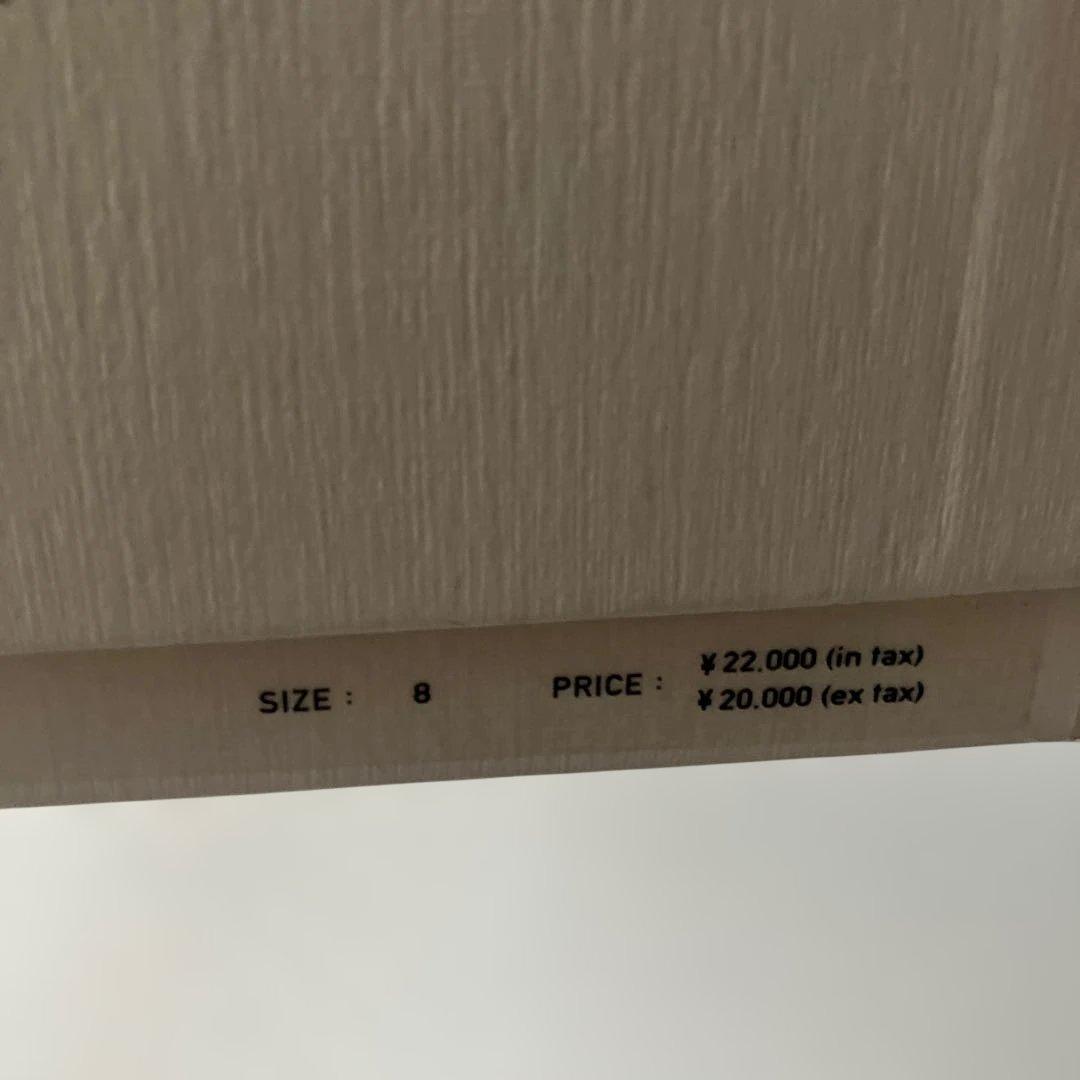 SIZE : 8 PRICE : ¥22.000 (in tax)
¥20.000 (ex tax)